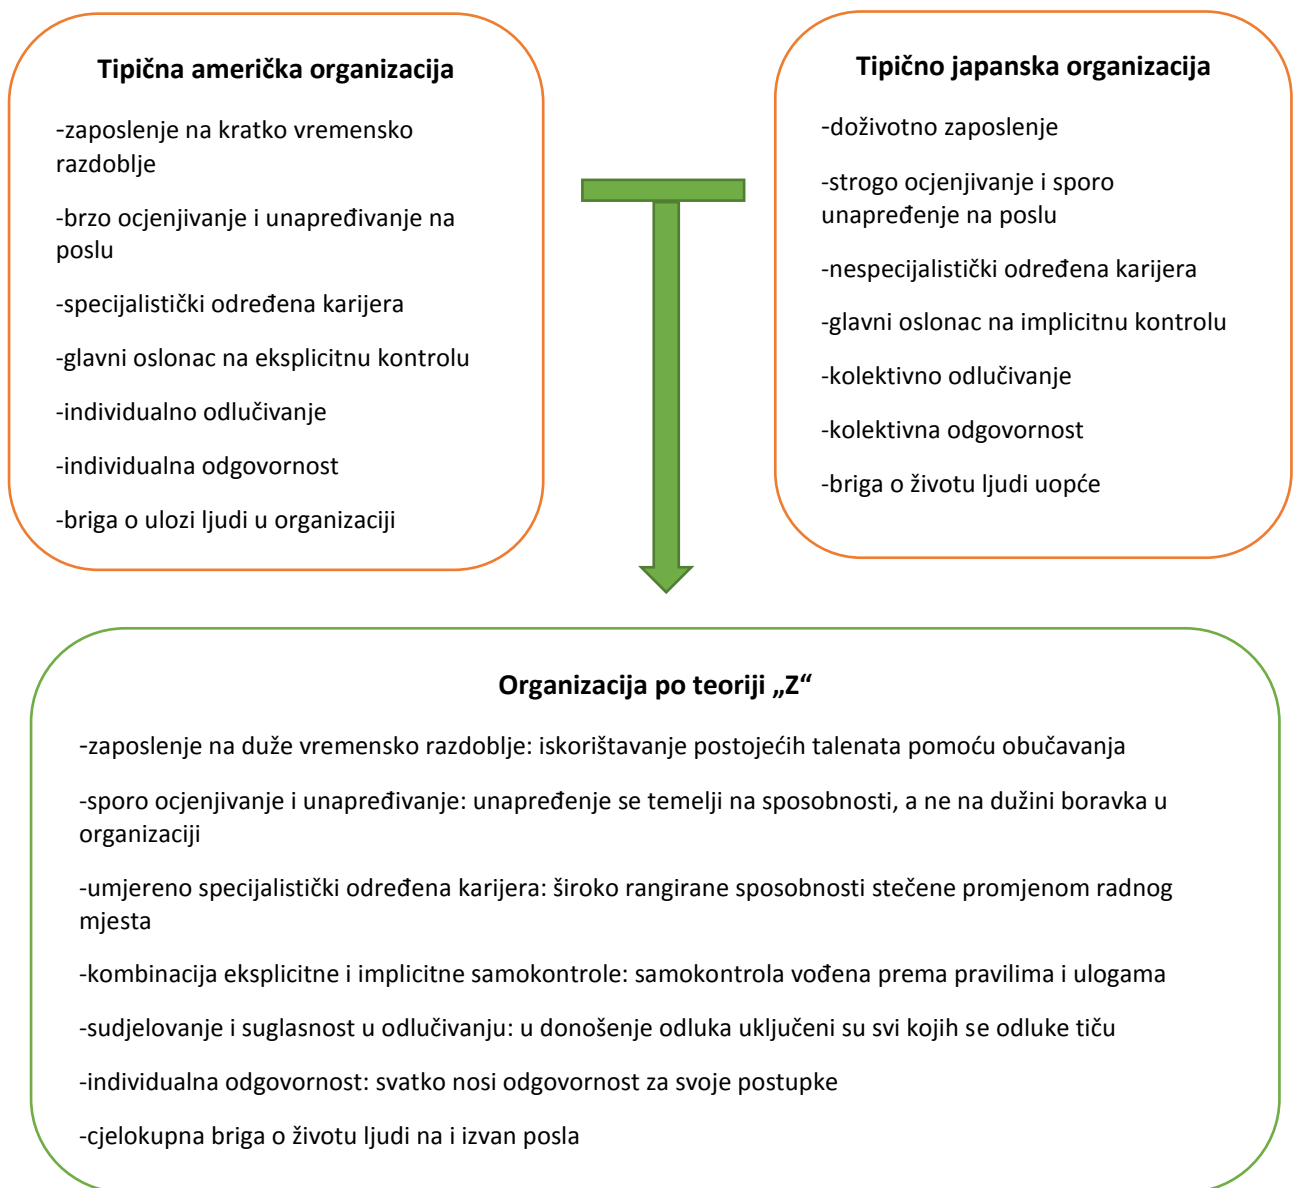 Tipična američka organizacija
-zaposlenje na kratko vremensko
razdoblje
-brzo ocjenjivanje i unapređivanje na
poslu
-specijalistički određena karijera
-glavni oslonac na eksplicitnu kontrolu
-individualno odlučivanje
-individualna odgovornost
-briga o ulozi ljudi u organizaciji
Tipično japanska organizacija
-doživotno zaposlenje
-strogo ocjenjivanje i sporo
unapređenje na poslu
-nespecijalistički određena karijera
-glavni oslonac na implicitnu kontrolu
-kolektivno odlučivanje
-kolektivna odgovornost
-briga o životu ljudi uopće
Organizacija po teoriji „Z“
-zaposlenje na duže vremensko razdoblje: iskorištavanje postojećih talenata pomoću obučavanja
-sporo ocjenjivanje i unapređivanje: unapređenje se temelji na sposobnosti, a ne na dužini boravka u
organizaciji
-umjereno specijalistički određena karijera: široko rangirane sposobnosti stečene promjenom radnog
mjesta
-kombinacija eksplicitne i implicitne samokontrole: samokontrola vođena prema pravilima i ulogama
-sudjelovanje i suglasnost u odlučivanju: u donošenje odluka uključeni su svi kojih se odluke tiču
-individualna odgovornost: svatko nosi odgovornost za svoje postupke
-cjelokupna briga o životu ljudi na i izvan posla